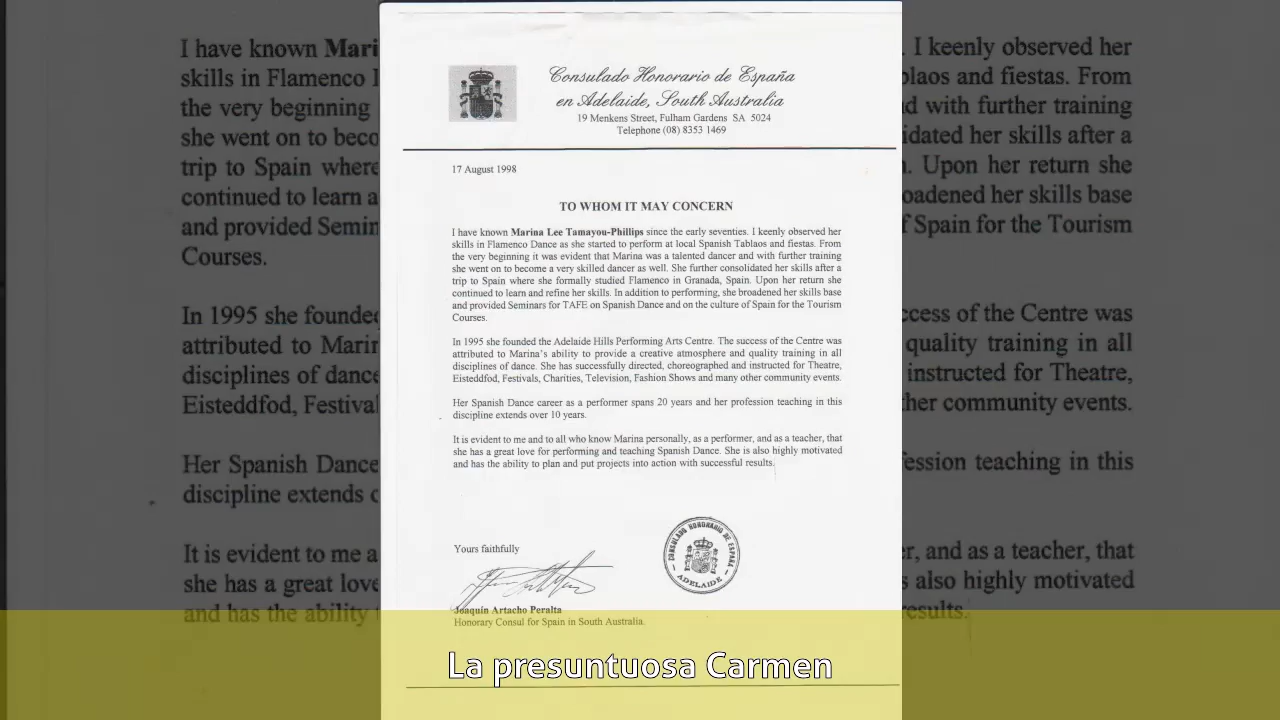 Consulado Honorario de España
en Adelaide, South Australia
19 Menkens Street, Fulham Gardens SA 5024
Telephone (08) 8353 1469
17 August 1998
TO WHOM IT MAY CONCERN
I have known Marina Lee Tamayou-Phillips since the early seventies. I keenly observed her
skills in Flamenco Dance as she started to perform at local Spanish Tablaos and fiestas. From
the very beginning it was evident that Marina was a talented dancer and with further training
she went on to become a very skilled dancer as well. She further consolidated her skills after a
trip to Spain where she formally studied Flamenco in Granada, Spain. Upon her return she
continued to learn and refine her skills. In addition to performing, she broadened her skills base
and provided Seminars for TAFE on Spanish Dance and on the culture of Spain for the Tourism
Courses.
In 1995 she founded the Adelaide Hills Performing Arts Centre. The success of the Centre was
attributed to Marina's ability to provide a creative atmosphere and quality training in all
disciplines of dance. She has successfully directed, choreographed and instructed for Theatre,
Eisteddfod, Festivals, Charities, Television, Fashion Shows and many other community events.
Her Spanish Dance career as a performer spans 20 years and her profession teaching in this
discipline extends over 10 years.
It is evident to me and to all who know Marina personally, as a performer, and as a teacher, that
she has a great love for performing and teaching Spanish Dance. She is also highly motivated
and has the ability to plan and put projects into action with successful results.
Yours faithfully
CONSULADO HONORARIO DE ESPAÑA
ADELAIDE
Joaquin Artacho Peralta
Honorary Consul for Spain in South Australia.
La presuntuosa Carmen